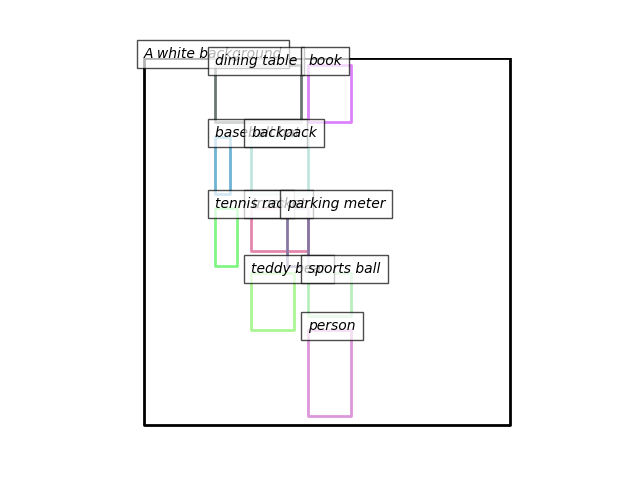 A white background
dining table
book
baseball bat
backpack
tennis racket
parking meter
teddy bear
sports ball
person